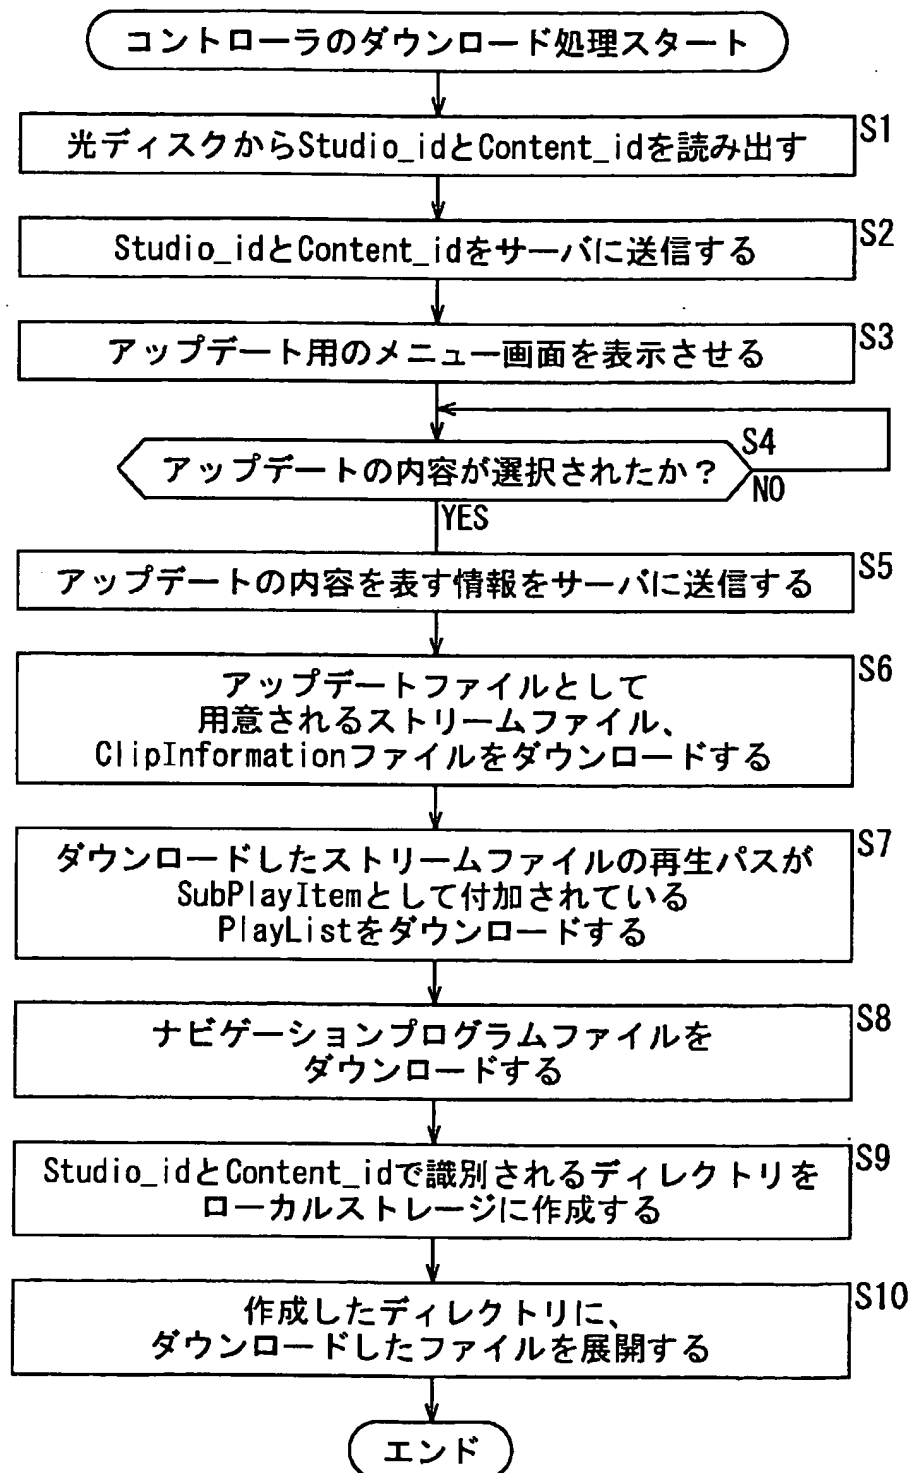 コントローラのダウンロード処理スタート
光ディスクからStudio_idとContent_idを読み出す
S1
Studio_idとContent_idをサーバに送信する
S2
アップデート用のメニュー画面を表示させる
S3
アップデートの内容が選択されたか？
S4
NO
YES
アップデートの内容を表す情報をサーバに送信する
S5
アップデートファイルとして
用意されるストリームファイル、
ClipInformationファイルをダウンロードする
S6
ダウンロードしたストリームファイルの再生パスが
SubPlayItemとして付加されている
PlayListをダウンロードする
S7
ナビゲーションプログラムファイルを
ダウンロードする
S8
Studio_idとContent_idで識別されるディレクトリを
ローカルストレージに作成する
S9
作成したディレクトリに、
ダウンロードしたファイルを展開する
S10
エンド